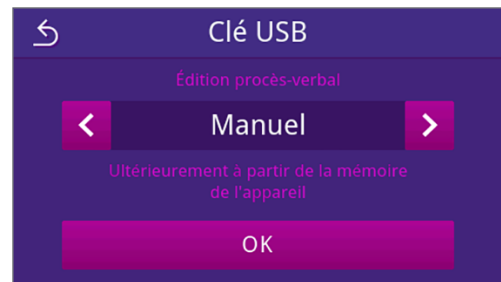 Clé USB
Édition procès-verbal
Manuel
Ultérieurement à partir de la mémoire
de l'appareil
OK